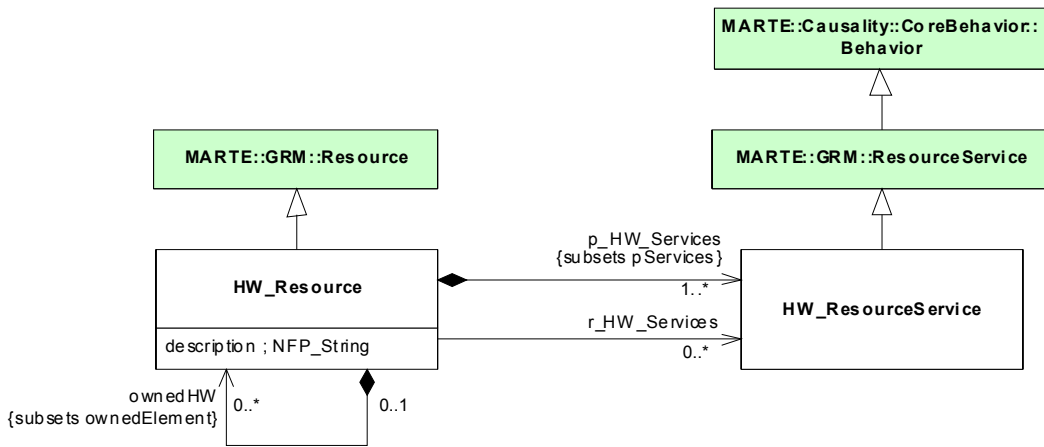 MARTE::Causality::CoreBehavior::
Behavior
MARTE::GRM::Resource
MARTE::GRM::ResourceService
p_HW_Services
{subsets pServices}
1..*
HW_Resource
HW_ResourceService
r_HW_Services
0..*
description ; NFP_String
ownedHW
{subsets ownedElement}
0..*
0..1